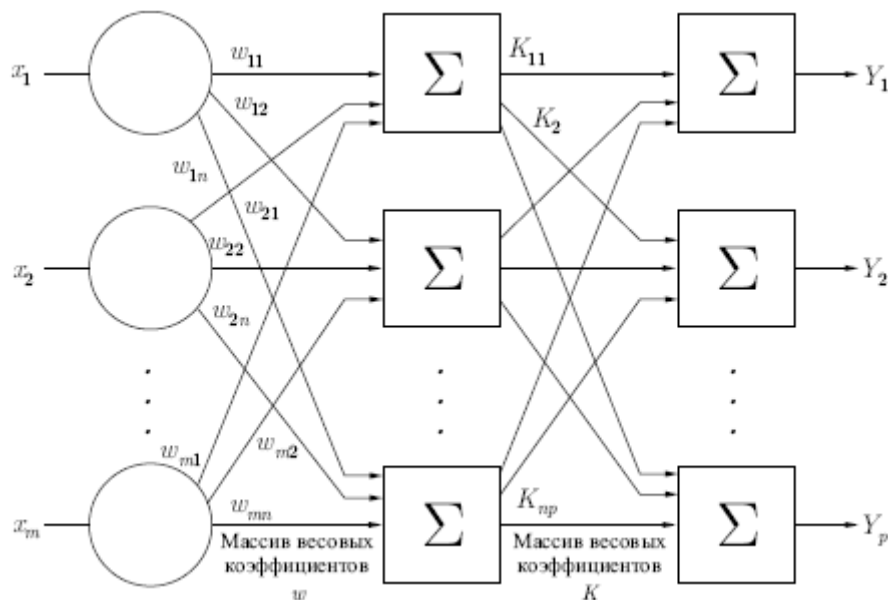 x₁
w₁₁
Σ
K₁₁
Σ
Y₁
w₁₂
K₂
w₁ₙ
w₂₁
x₂
w₂₂
Σ
Σ
Y₂
w₂ₙ
wₘ₁
wₘ₂
xₘ
wₘₙ
Σ
Kₙₚ
Σ
Yₚ
Массив весовых
коэффициентов
w
Массив весовых
коэффициентов
K